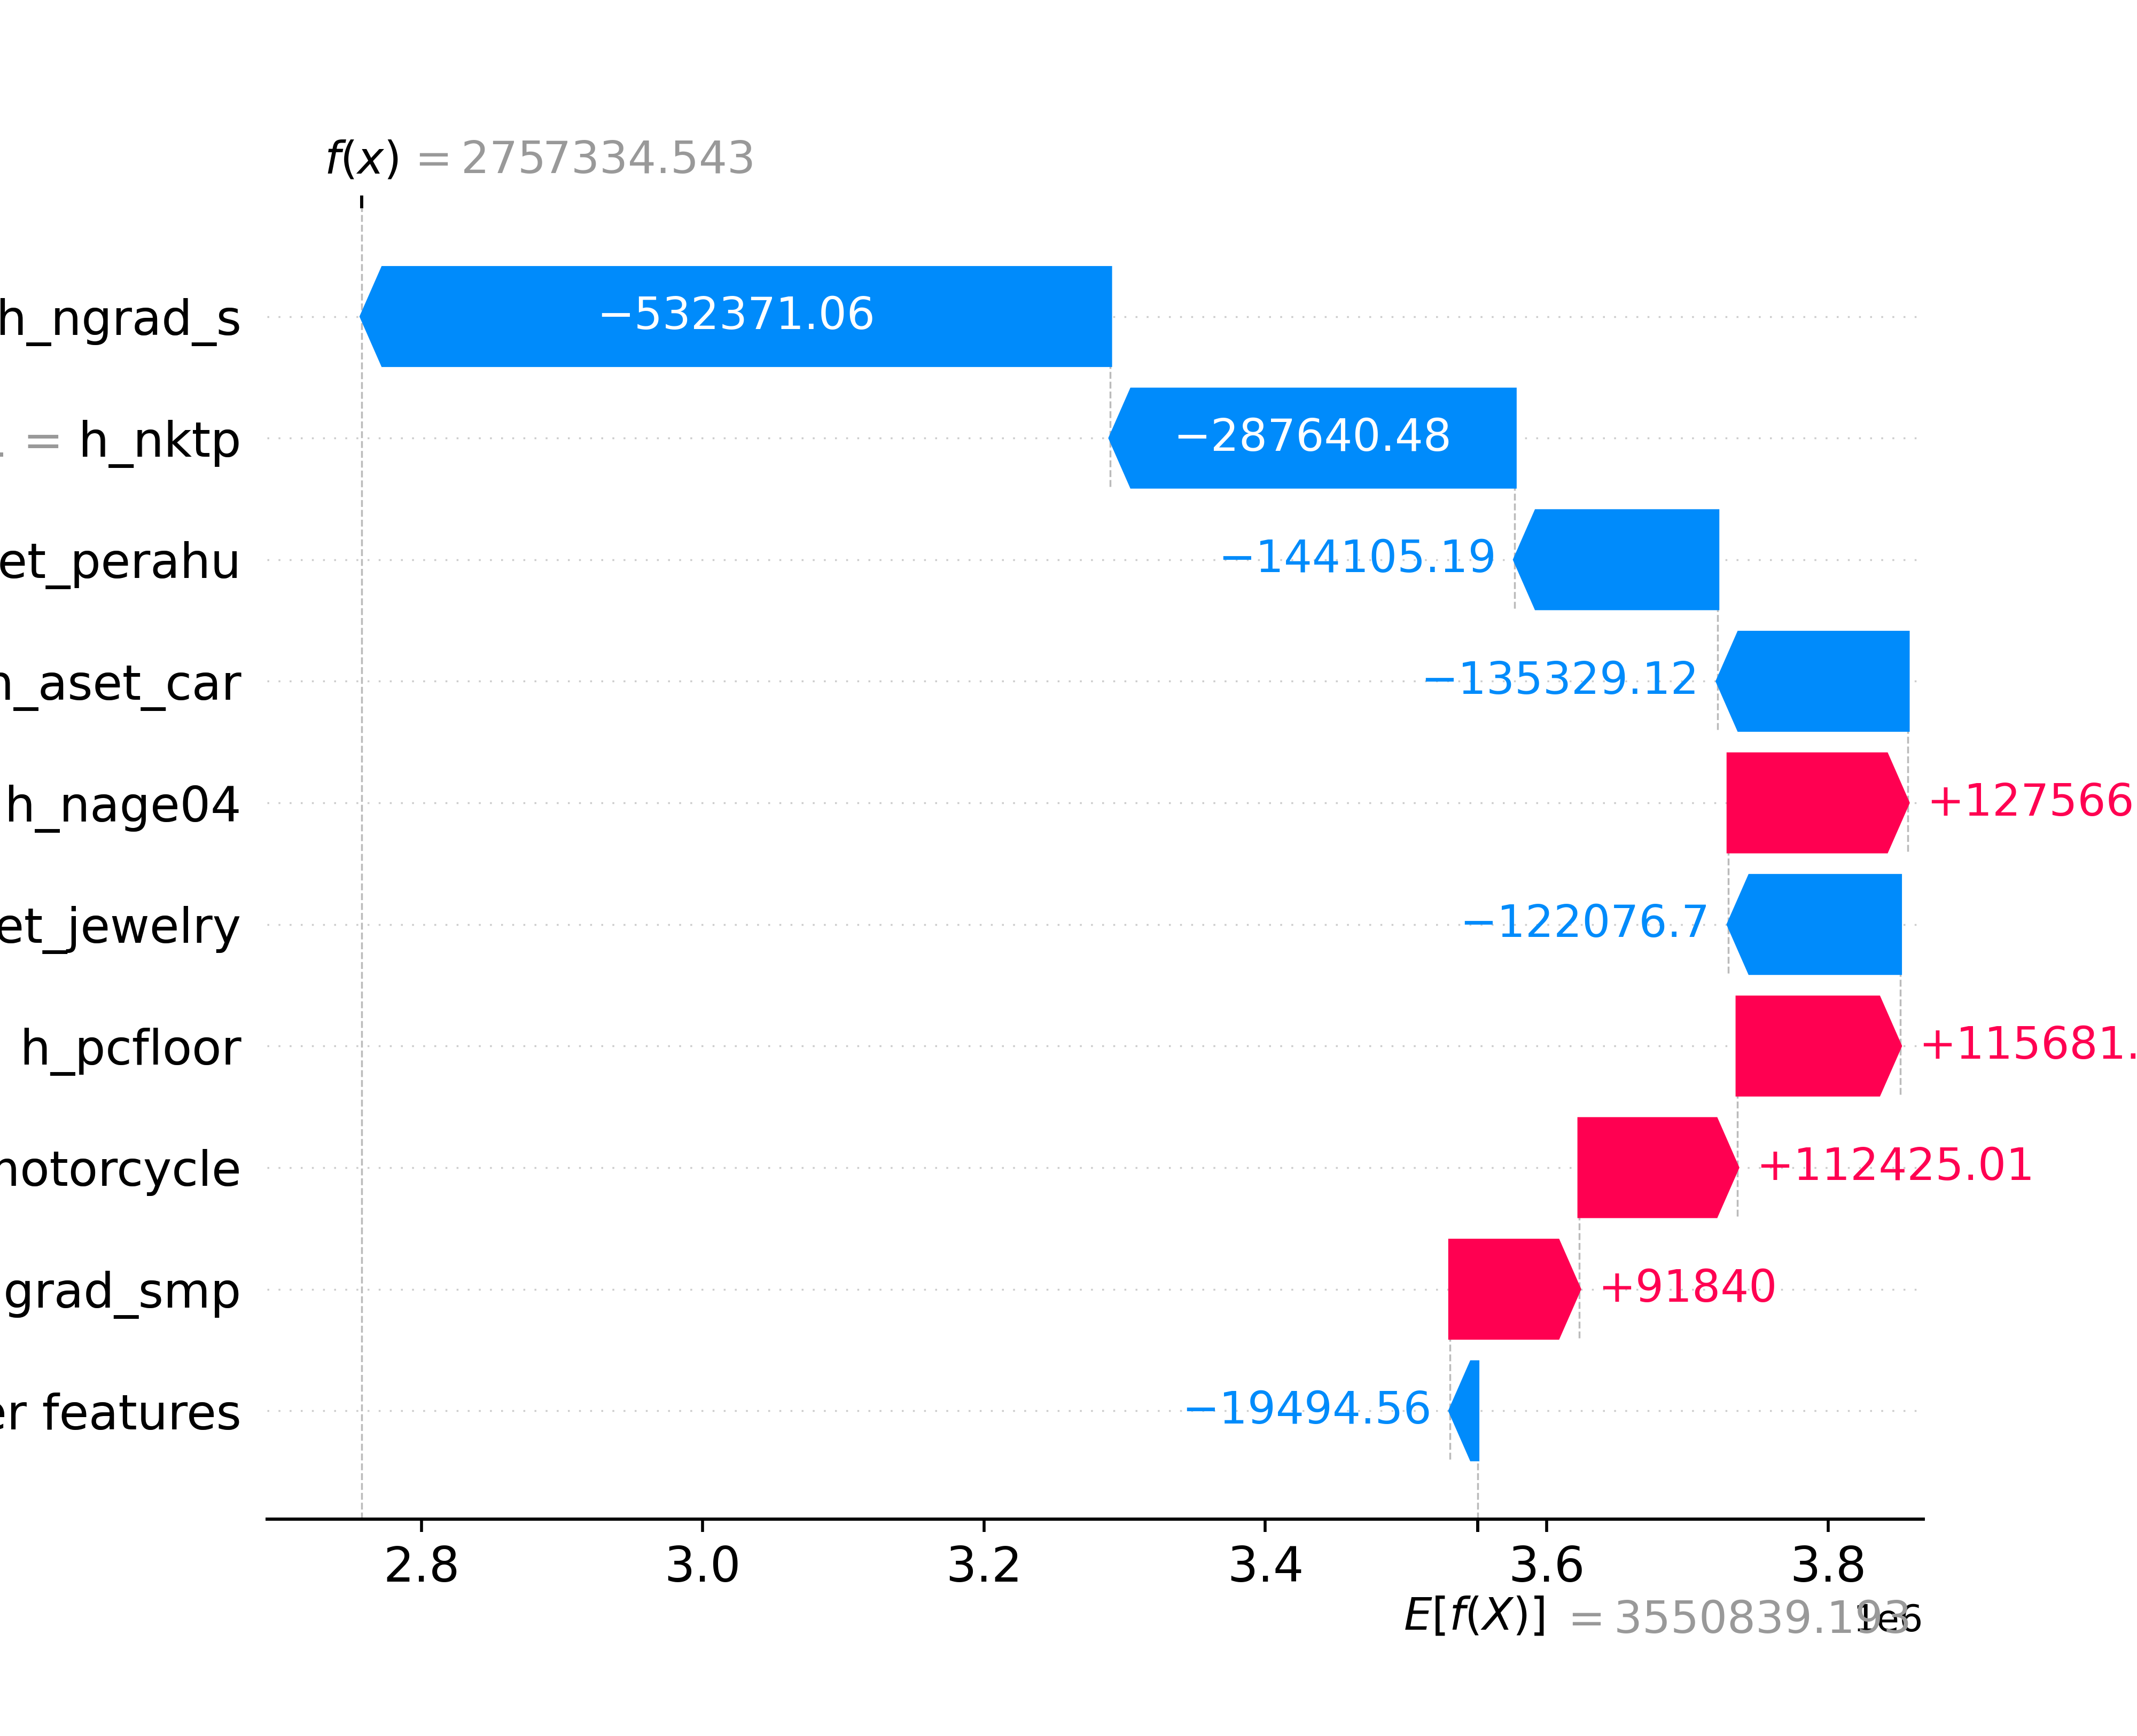 f(x) = 2757334.543
h_ngrad_s −532371.06
= h_nktp −287640.48
et_perahu −144105.19
_aset_car −135329.12
h_nage04 +127566
et_jewelry −122076.7
h_pcfloor +115681.
otorcycle +112425.01
grad_smp +91840
er features −19494.56
2.8 3.0 3.2 3.4 3.6 3.8
E[f(X)] = 3550839.193
1e6